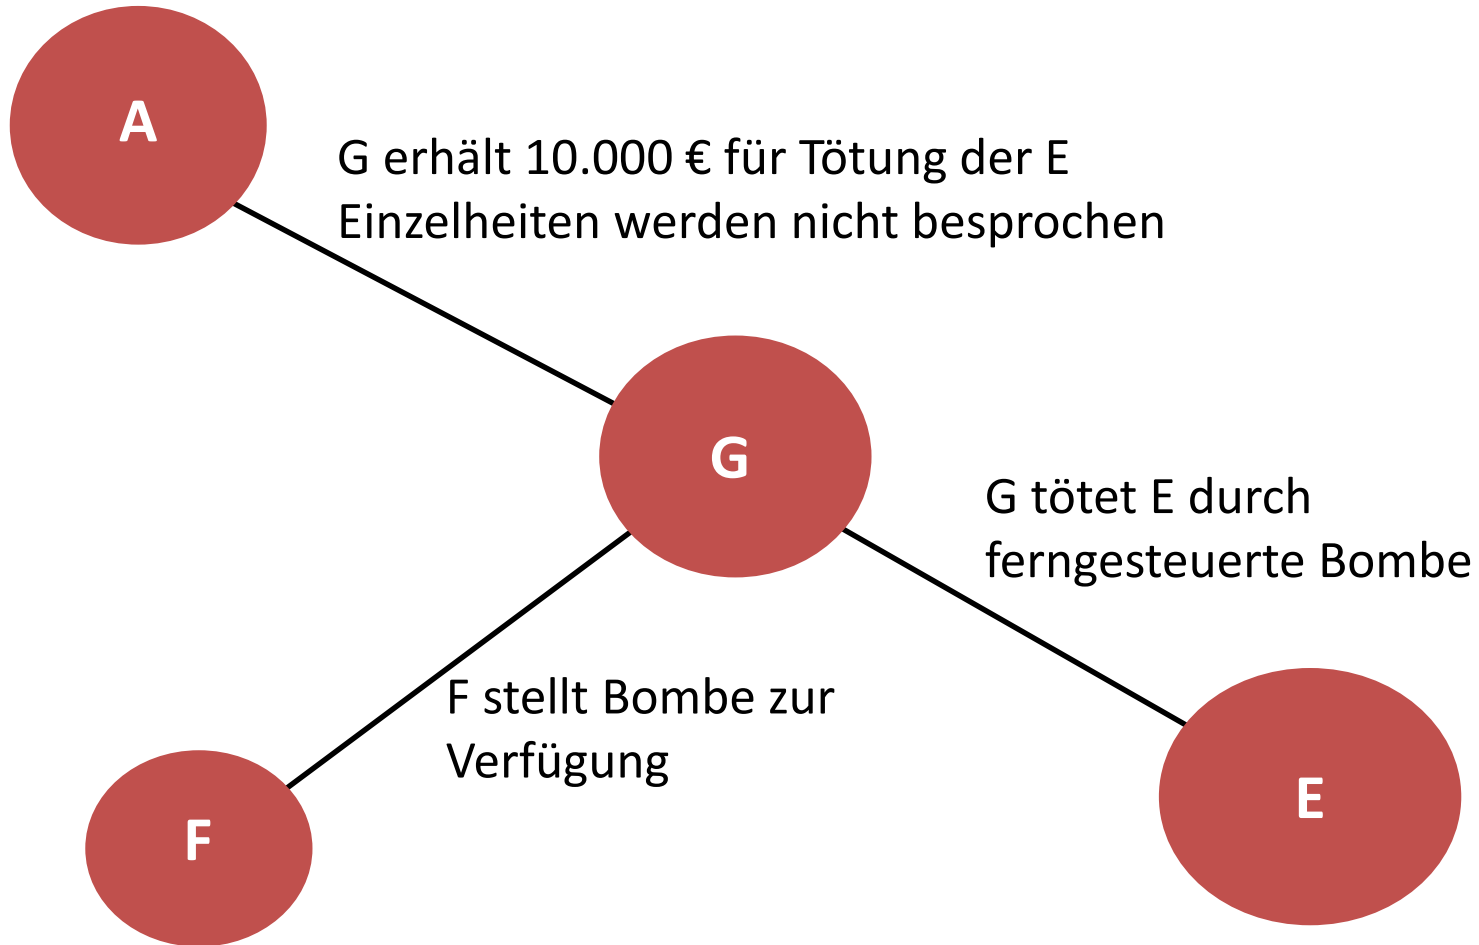 A
G erhält 10.000 € für Tötung der E
Einzelheiten werden nicht besprochen
G
G tötet E durch
ferngesteuerte Bombe
F stellt Bombe zur
Verfügung
E
F